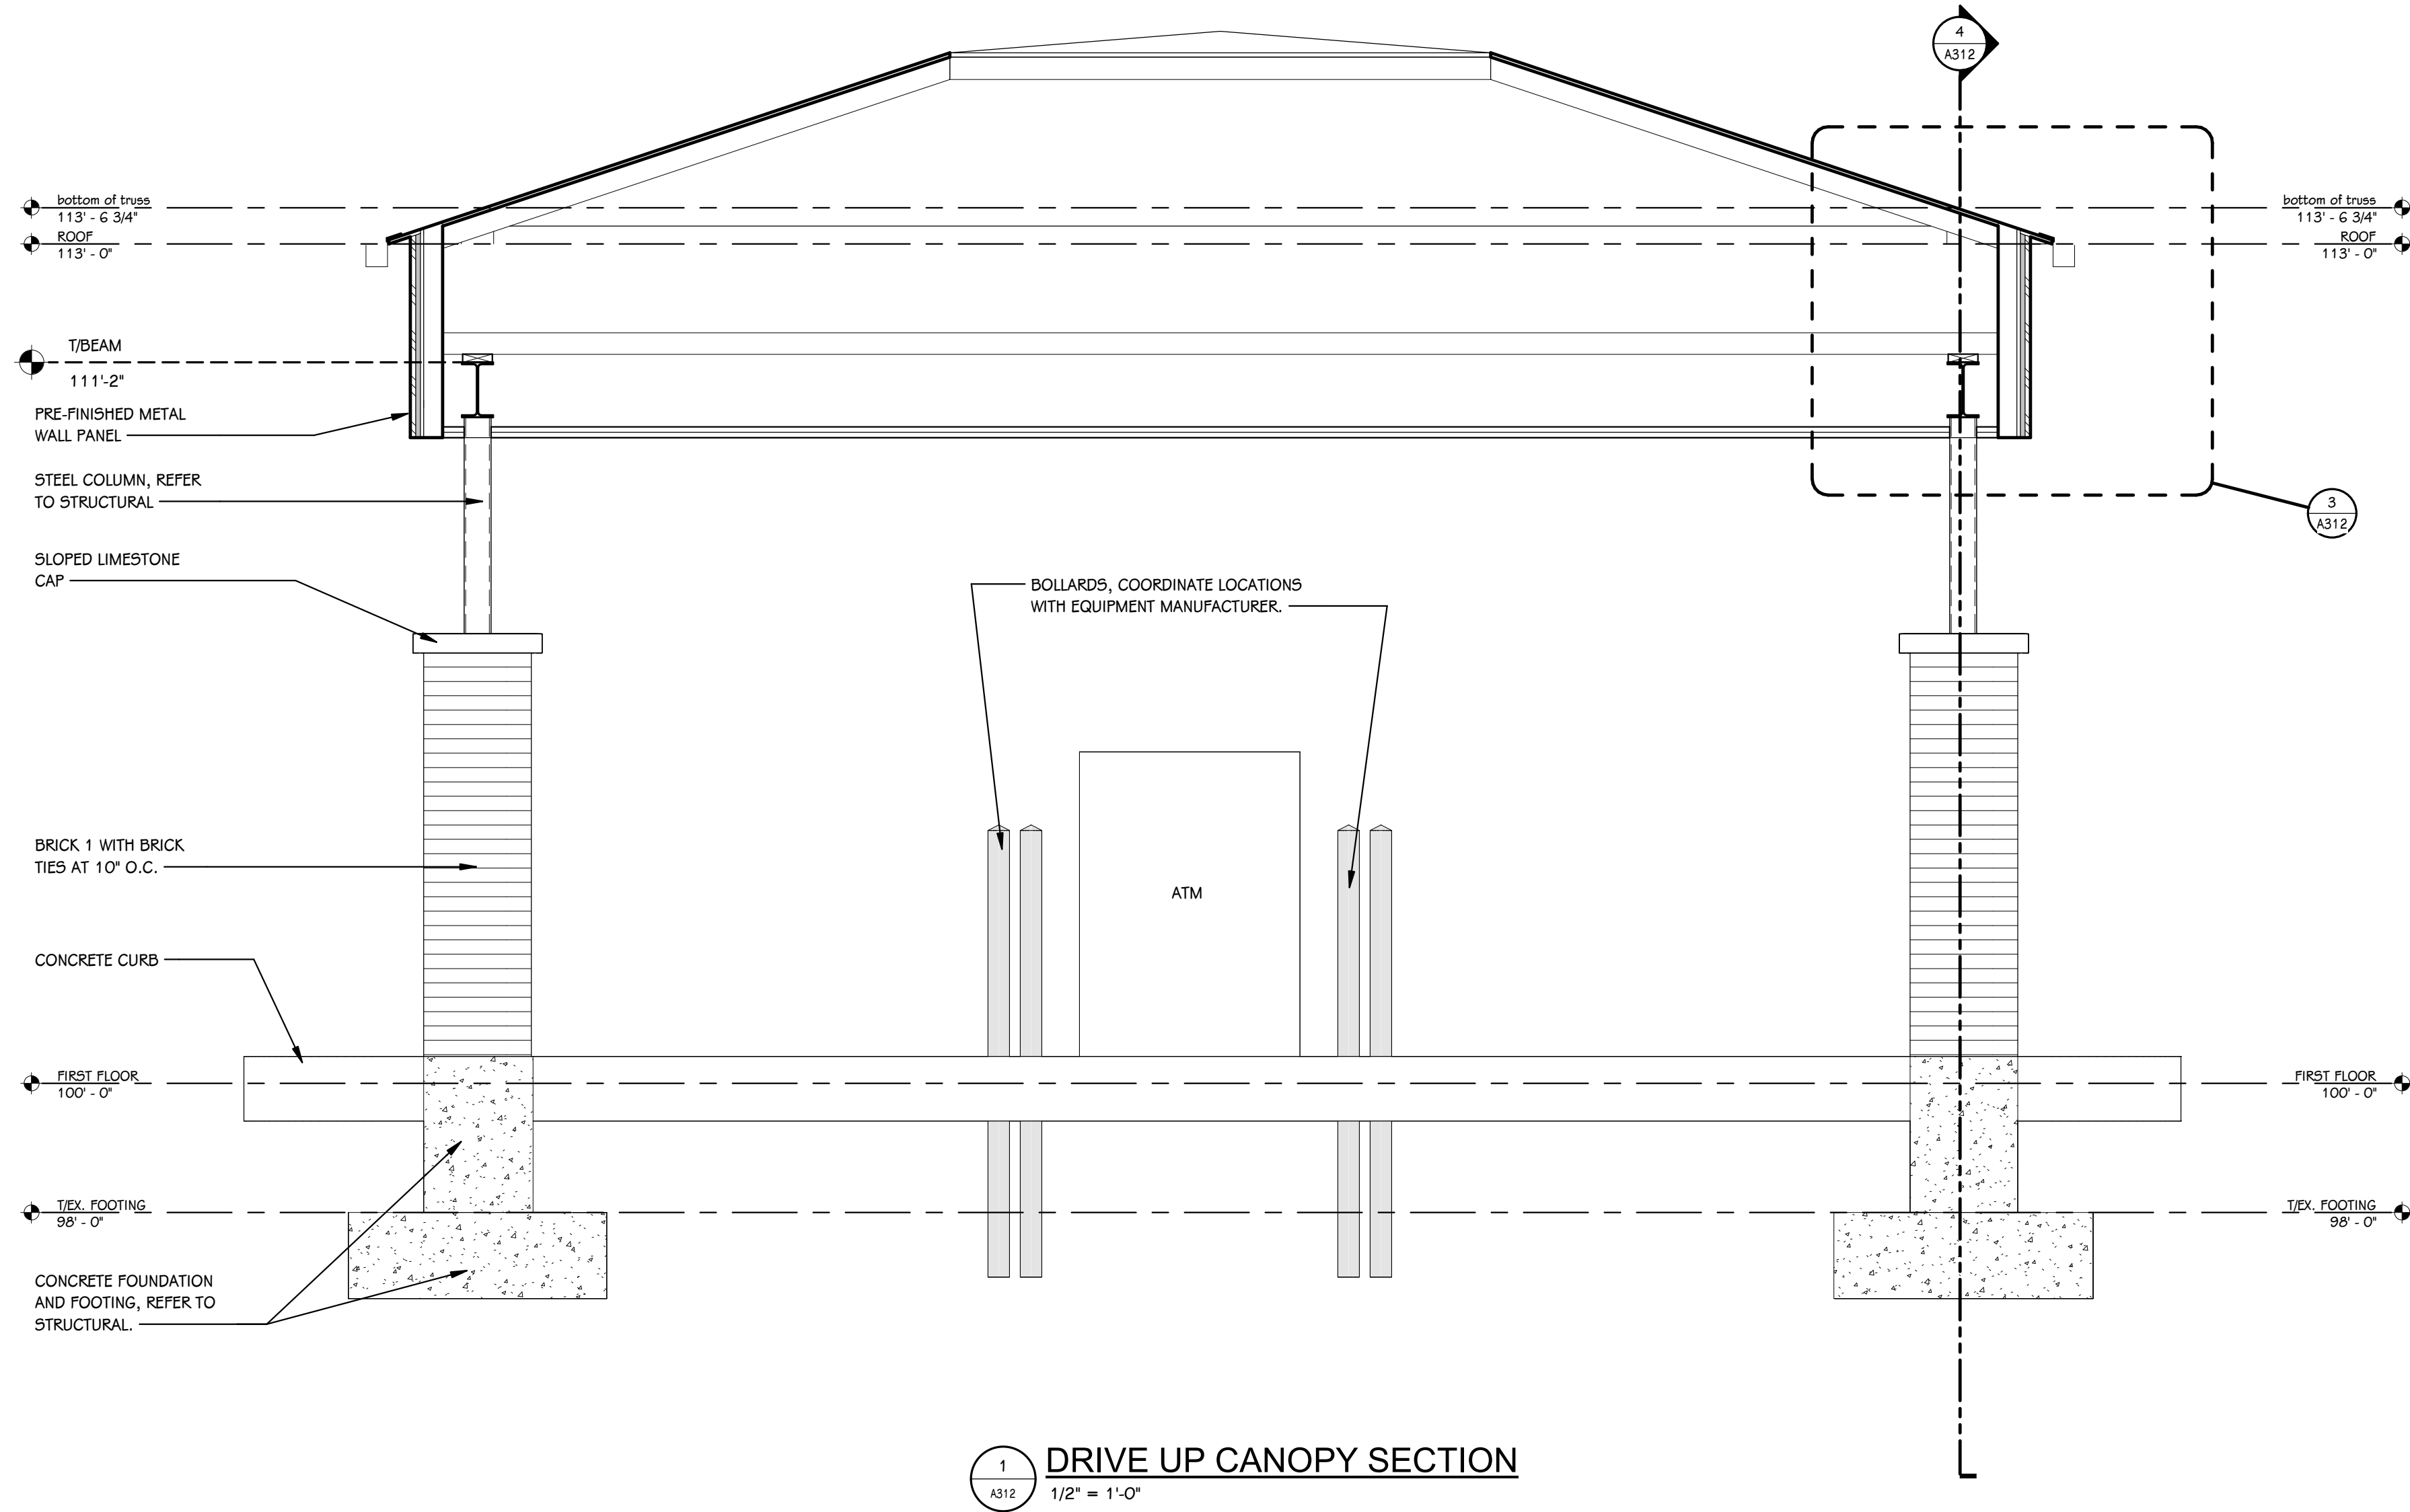 4
A312
bottom of truss
113' - 6 3/4"
ROOF
113' - 0"
bottom of truss
113' - 6 3/4"
ROOF
113' - 0"
T/BEAM
111'-2"
PRE-FINISHED METAL
WALL PANEL
STEEL COLUMN, REFER
TO STRUCTURAL
3
A312
SLOPED LIMESTONE
CAP
BOLLARDS, COORDINATE LOCATIONS
WITH EQUIPMENT MANUFACTURER.
BRICK 1 WITH BRICK
TIES AT 10" O.C.
ATM
CONCRETE CURB
FIRST FLOOR
100' - 0"
FIRST FLOOR
100' - 0"
T/EX. FOOTING
98' - 0"
T/EX. FOOTING
98' - 0"
CONCRETE FOUNDATION
AND FOOTING, REFER TO
STRUCTURAL.
1
A312
DRIVE UP CANOPY SECTION
1/2" = 1'-0"